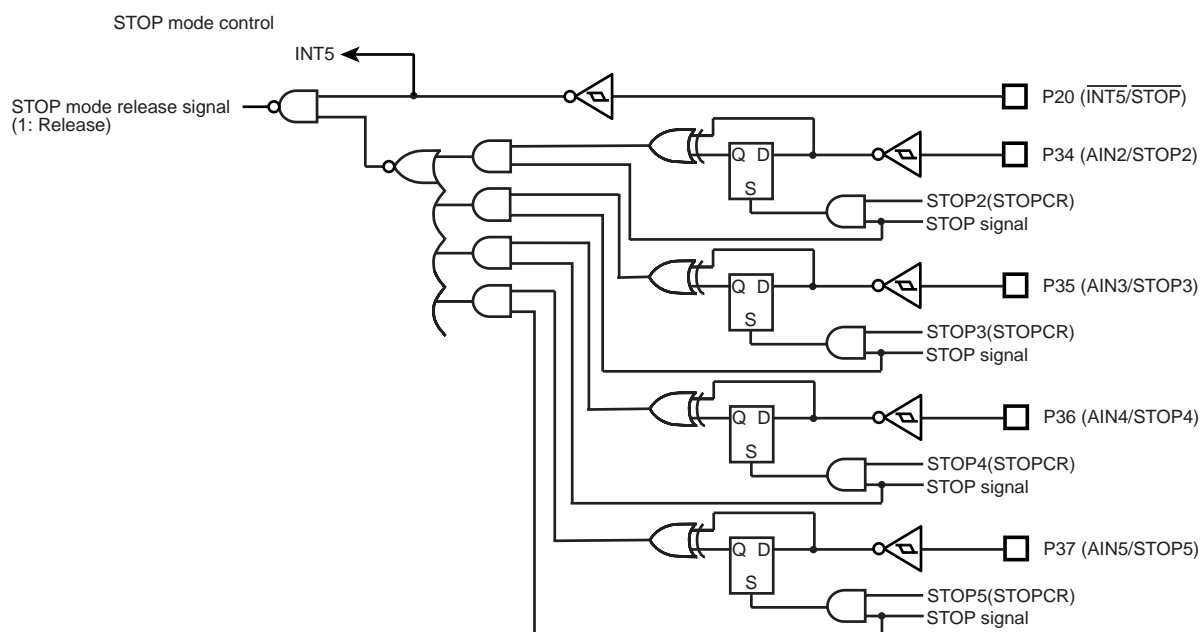 STOP mode control
INT5
STOP mode release signal
(1: Release)
P20 (INT5/STOP)
Q D
S
P34 (AIN2/STOP2)
STOP2(STOPCR)
STOP signal
Q D
S
P35 (AIN3/STOP3)
STOP3(STOPCR)
STOP signal
Q D
S
P36 (AIN4/STOP4)
STOP4(STOPCR)
STOP signal
Q D
S
P37 (AIN5/STOP5)
STOP5(STOPCR)
STOP signal